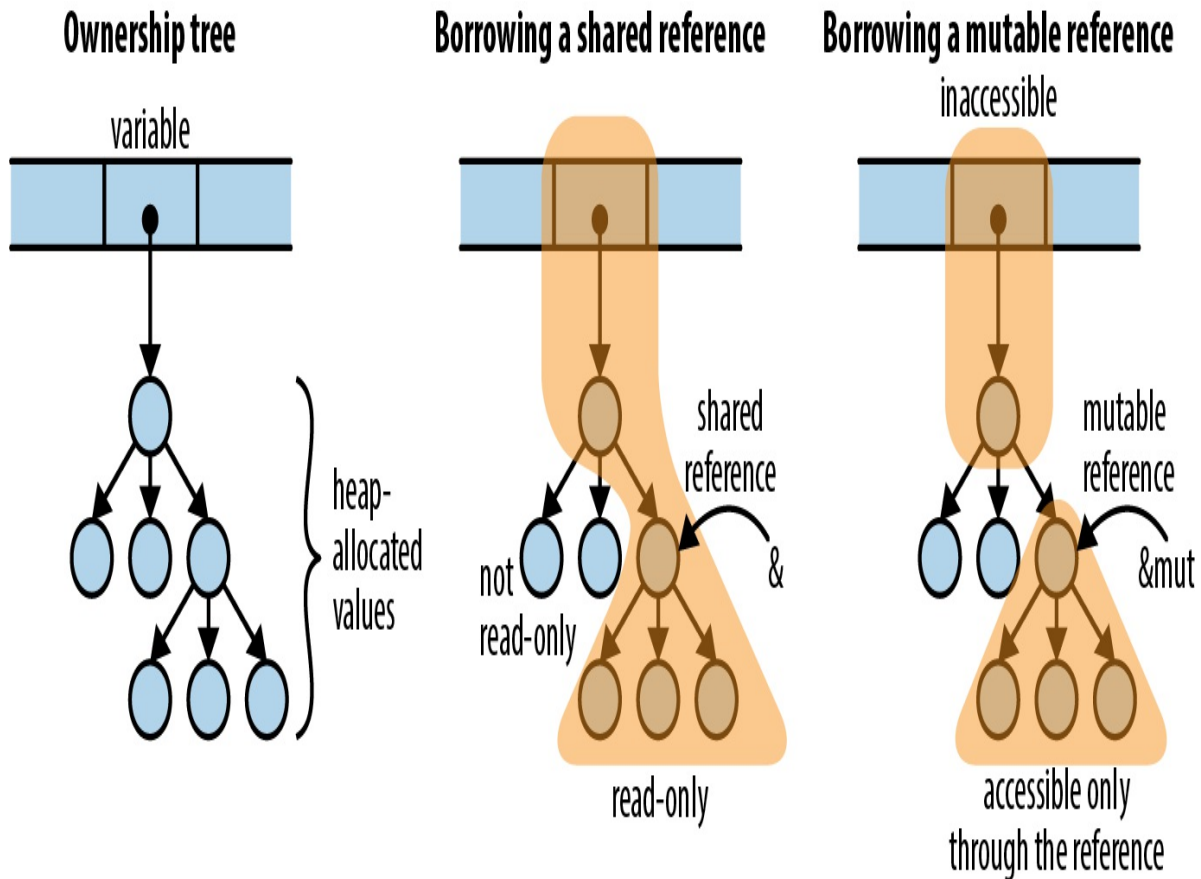 Ownership tree
Borrowing a shared reference
Borrowing a mutable reference
variable
inaccessible
heap-
allocated
values
shared
reference
&
not
read-only
read-only
mutable
reference
&mut
accessible only
through the reference